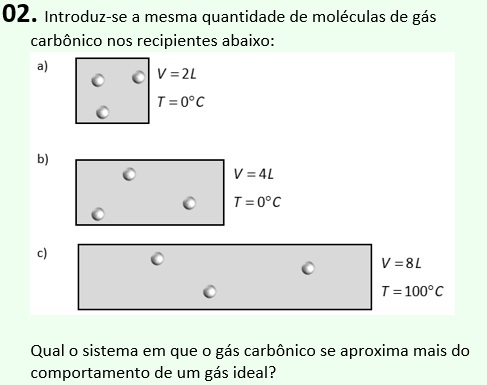 02. Introduz-se a mesma quantidade de moléculas de gás
carbônico nos recipientes abaixo:
a)
V = 2L
T = 0°C
b)
V = 4L
T = 0°C
c)
V = 8L
T = 100°C
Qual o sistema em que o gás carbônico se aproxima mais do
comportamento de um gás ideal?